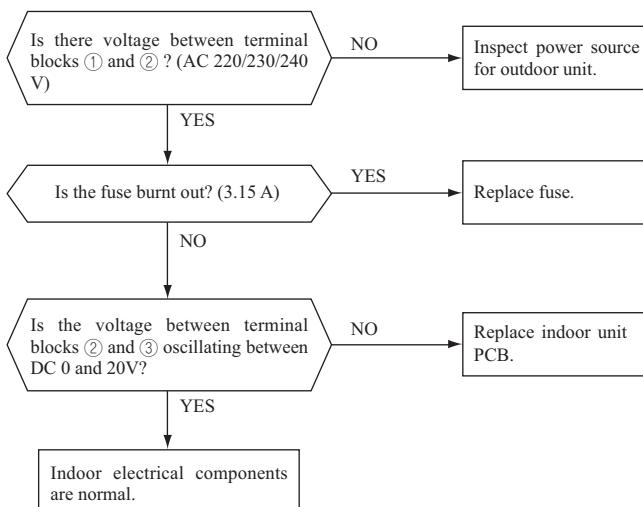 Is there voltage between terminal
blocks ① and ② ? (AC 220/230/240
V)
NO
Inspect power source
for outdoor unit.
YES
Is the fuse burnt out? (3.15 A)
YES
Replace fuse.
NO
Is the voltage between terminal
blocks ② and ③ oscillating between
DC 0 and 20V?
NO
Replace indoor unit
PCB.
YES
Indoor electrical components
are normal.